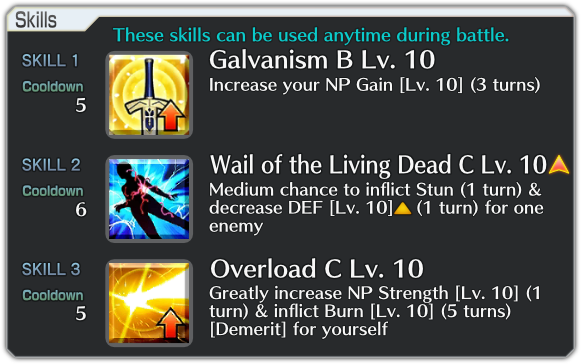 Skills
These skills can be used anytime during battle.
SKILL 1
Galvanism B Lv. 10
Cooldown
5
Increase your NP Gain [Lv. 10] (3 turns)
SKILL 2
Wail of the Living Dead C Lv. 10
Cooldown
6
Medium chance to inflict Stun (1 turn) &
decrease DEF [Lv. 10] (1 turn) for one
enemy
SKILL 3
Overload C Lv. 10
Cooldown
5
Greatly increase NP Strength [Lv. 10] (1
turn) & inflict Burn [Lv. 10] (5 turns)
[Demerit] for yourself